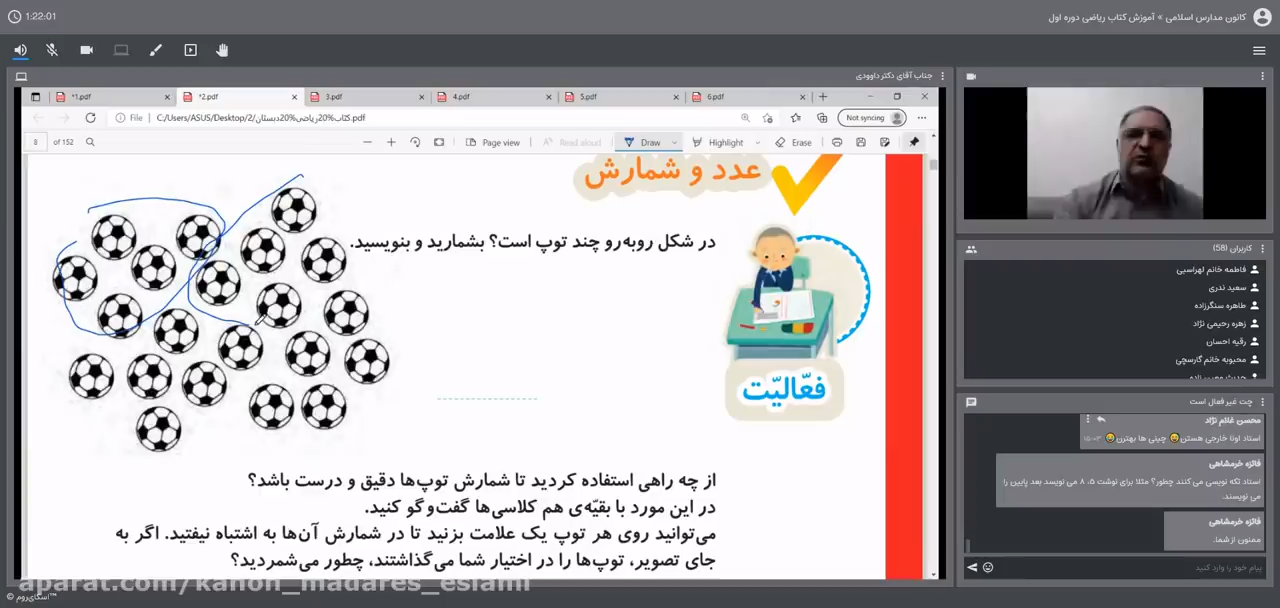 1:22:01
کانون مدارس اسلامی » آموزش کتاب ریاضی دوره اول
جناب آقای دکتر داوودی
*1.pdf
*2.pdf
3.pdf
4.pdf
5.pdf
6.pdf
File
C:/Users/ASUS/Desktop/2/کتاب%20ریاضی%20دبستان.pdf
Not syncing
8 of 152
Page view
Read aloud
Draw
Highlight
Erase
عدد و شمارش
در شکل روبه‌رو چند توپ است؟ بشمارید و بنویسید.
فعّالیّت
از چه راهی استفاده کردید تا شمارش توپ‌ها دقیق و درست باشد؟
در این مورد با بقیّه‌ی هم کلاسی‌ها گفت‌و‌گو کنید.
می‌توانید روی هر توپ یک علامت بزنید تا در شمارش آن‌ها به اشتباه نیفتید. اگر به
جای تصویر، توپ‌ها را در اختیار شما می‌گذاشتند، چطور می‌شمردید؟
aparat.com/kanon_madares_eslami
کاربران (58)
فاطمه خانم لهراسبی
سعید ندری
طاهره سنگرزاده
زهره رحیمی نژاد
رقیه احسان
محبوبه خانم گارسچی
چت غیر فعال است
محسن غانم نژاد
استاد اونا خارجی هستن😀 چینی ها بهترن😀
۱۵:۰۳
فائزه خرمشاهی
استاد تکه نویسی می کنند چطور؟ مثلا برای نوشت ۵، ۸ می نویسد بعد پایین را
می نویسند.
فائزه خرمشاهی
ممنون ازشما.
پیام خود را وارد کنید
© اسکای‌روم™